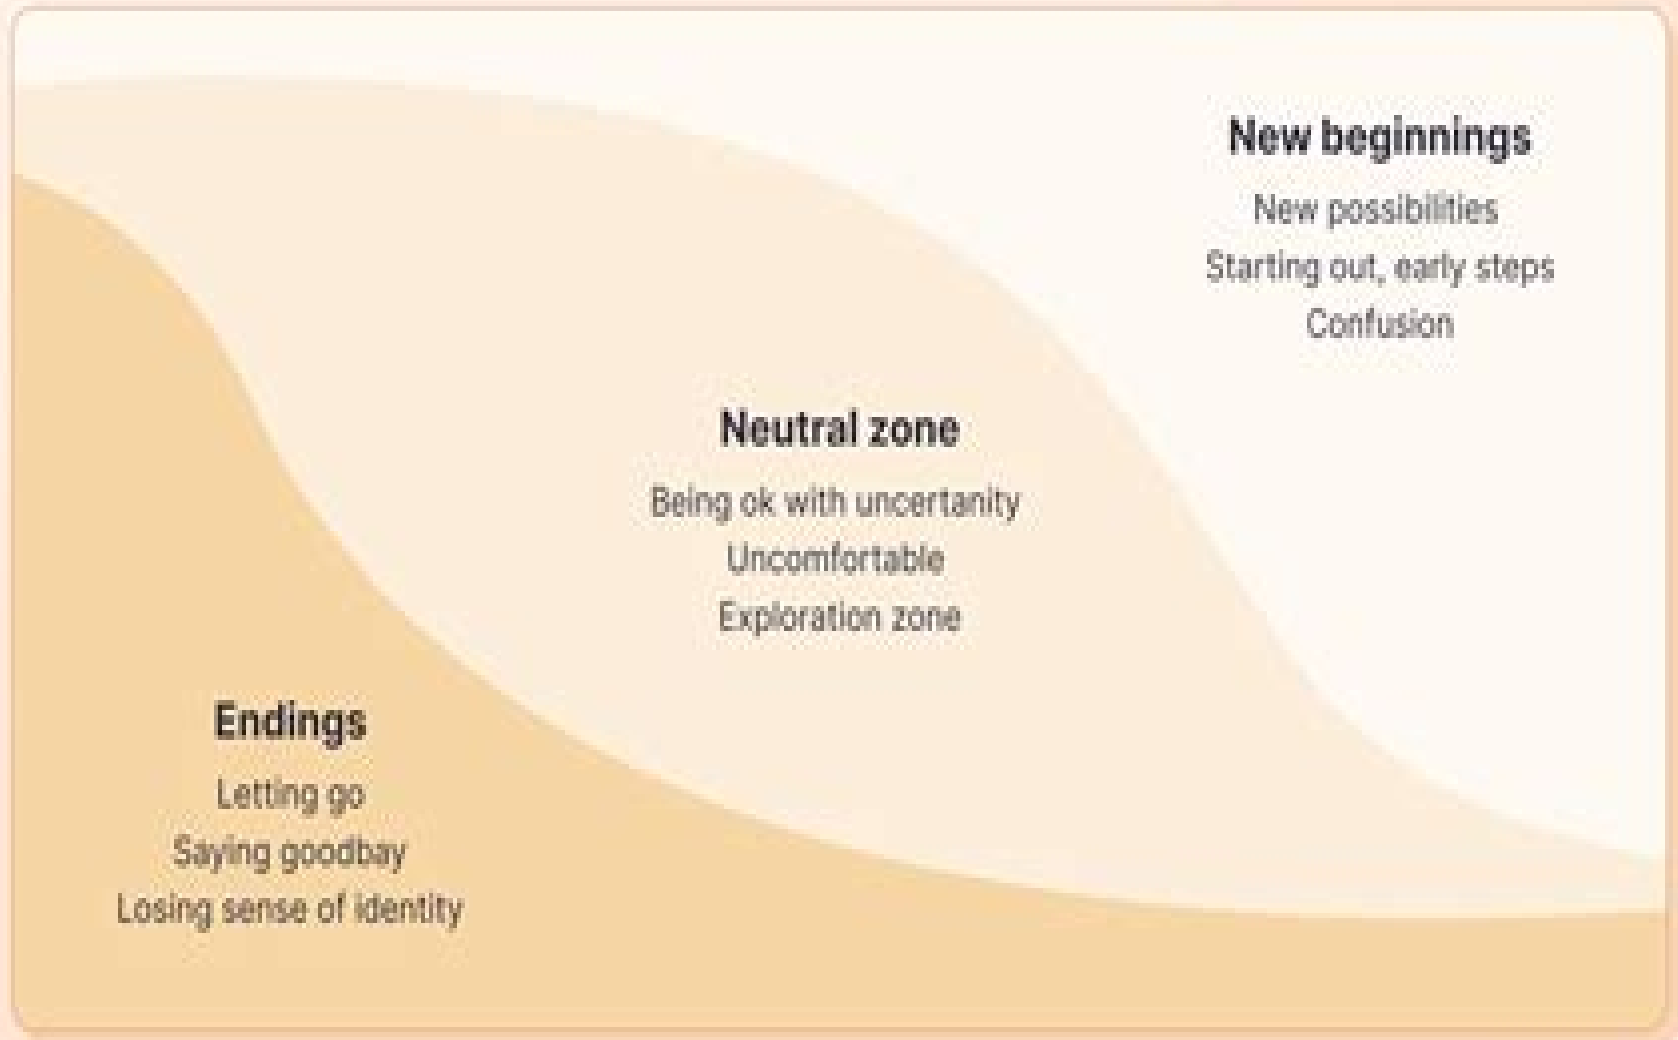 New beginnings
New possibilities
Starting out, early steps
Confusion
Neutral zone
Being ok with uncertanity
Uncomfortable
Exploration zone
Endings
Letting go
Saying goodbay
Losing sense of identity